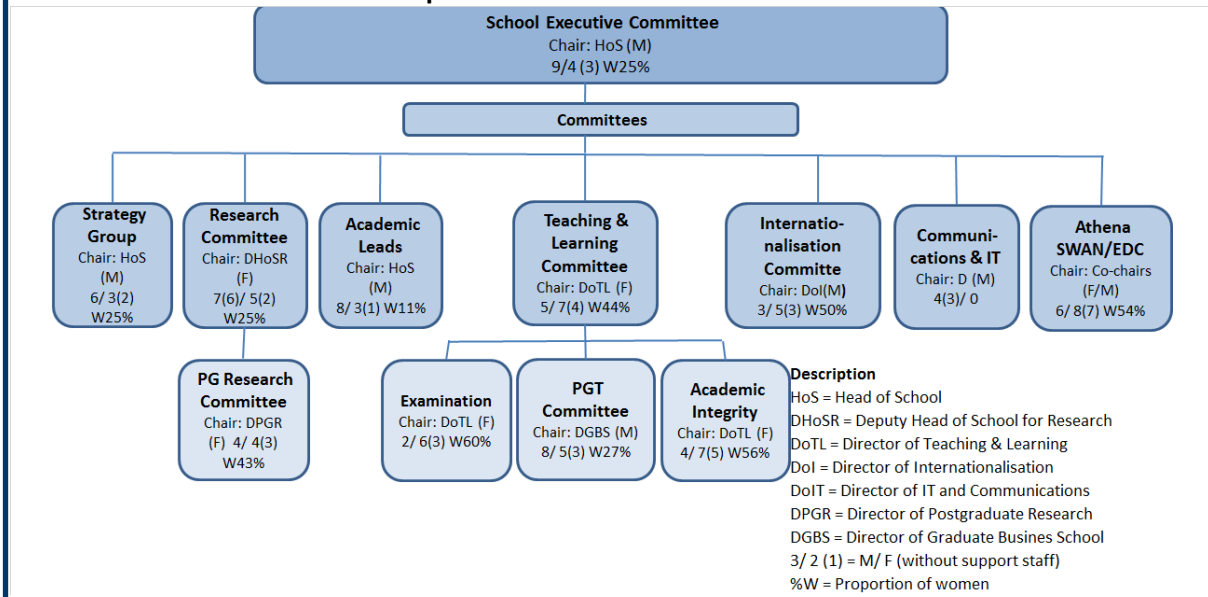 School Executive Committee
Chair: HoS (M)
9/4 (3) W25%
Committees
Strategy
Group
Chair: HoS
(M)
6/ 3(2)
W25%
Research
Committee
Chair: DHoSR
(F)
7(6)/ 5(2)
W25%
Academic
Leads
Chair: HoS
(M)
8/ 3(1) W11%
Teaching &
Learning
Committee
Chair: DoTL (F)
5/ 7(4) W44%
Internatio-
nalisation
Committe
Chair: DoI(M)
3/ 5(3) W50%
Communi-
cations & IT
Chair: D (M)
4(3)/ 0
Athena
SWAN/EDC
Chair: Co-chairs
(F/M)
6/ 8(7) W54%
PG Research
Committee
Chair: DPGR
(F) 4/ 4(3)
W43%
Examination
Chair: DoTL (F)
2/ 6(3) W60%
PGT
Committee
Chair: DGBS (M)
8/ 5(3) W27%
Academic
Integrity
Chair: DoTL (F)
4/ 7(5) W56%
Description
HoS = Head of School
DHoSR = Deputy Head of School for Research
DoTL = Director of Teaching & Learning
DoI = Director of Internationalisation
DoIT = Director of IT and Communications
DPGR = Director of Postgraduate Research
DGBS = Director of Graduate Busines School
3/ 2 (1) = M/ F (without support staff)
%W = Proportion of women